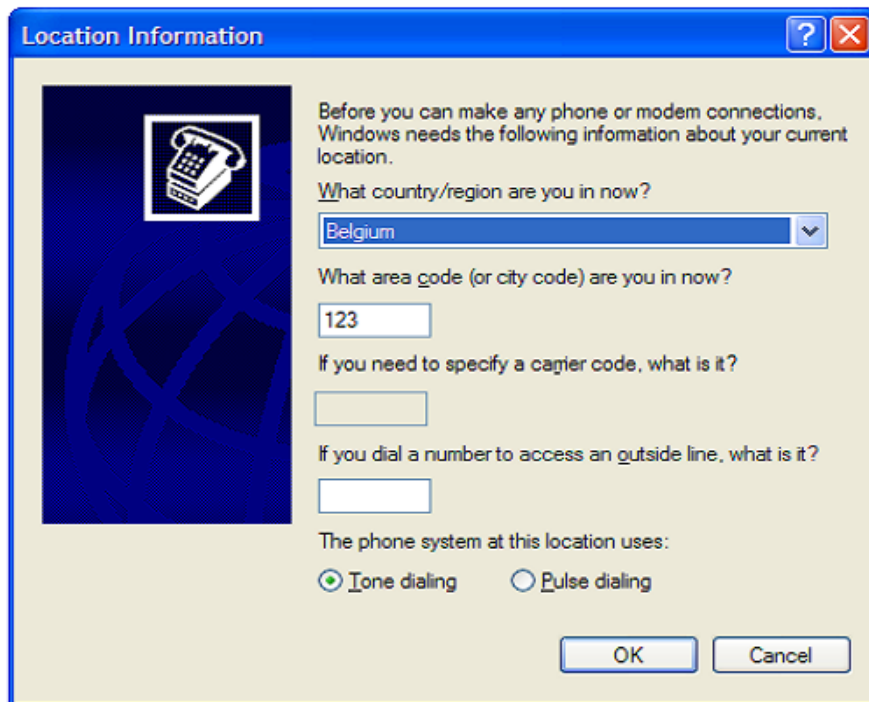 Location Information
Before you can make any phone or modem connections,
Windows needs the following information about your current
location.
What country/region are you in now?
Belgium
What area code (or city code) are you in now?
123
If you need to specify a carrier code, what is it?
If you dial a number to access an outside line, what is it?
The phone system at this location uses:
Tone dialing Pulse dialing
OK Cancel